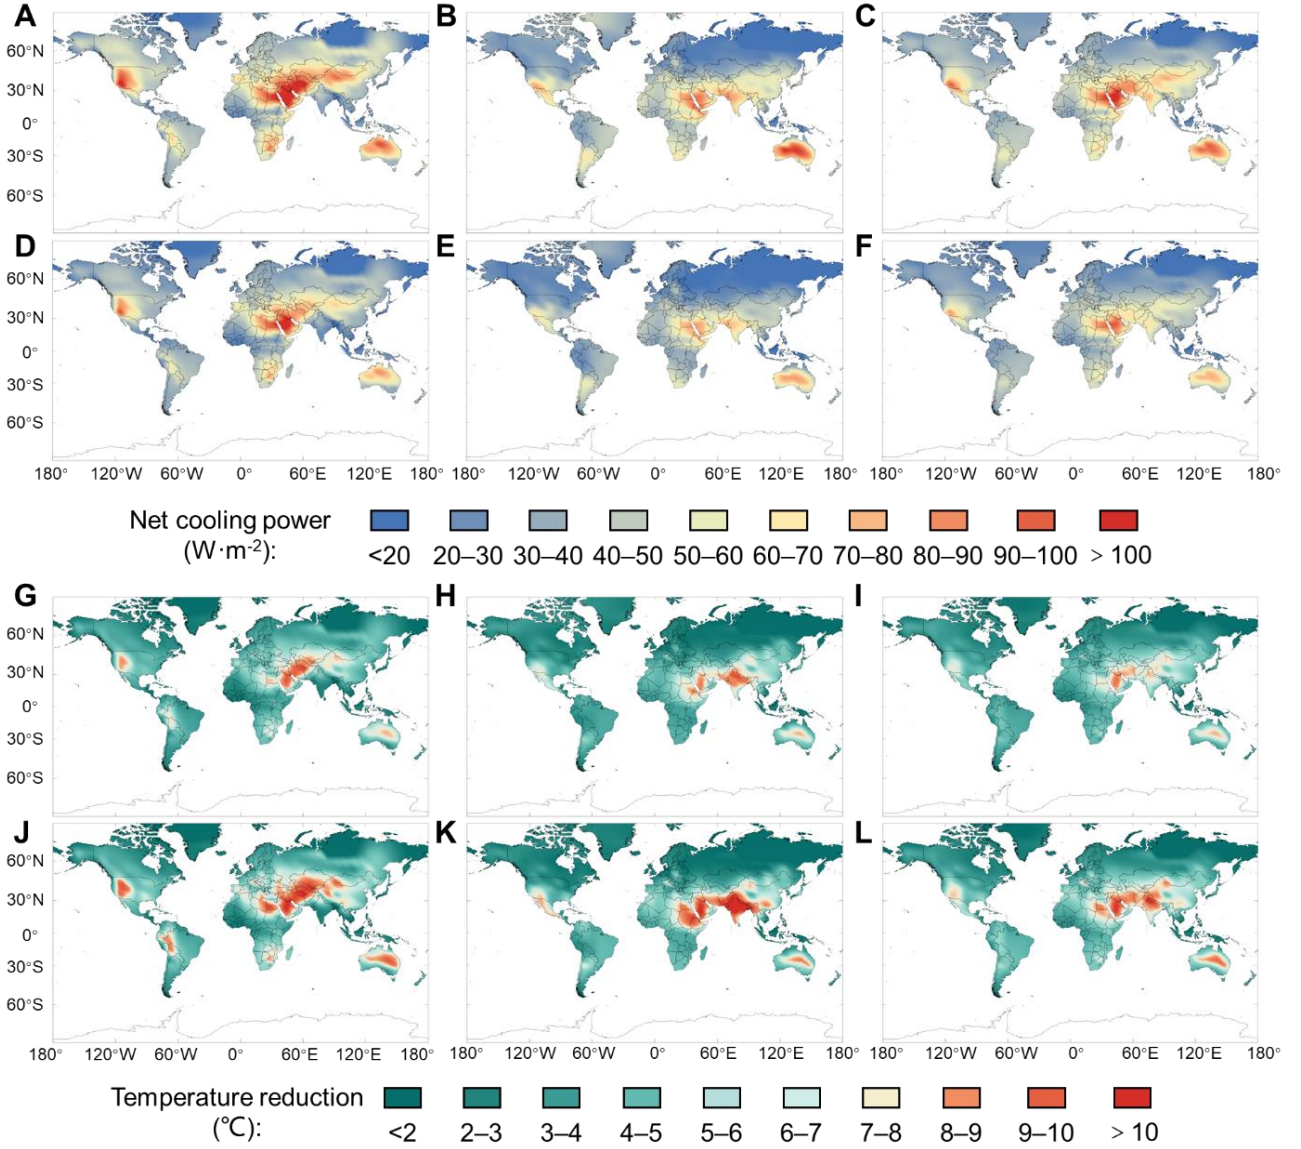 A B C
60°N
30°N
0°
30°S
60°S
D E F
60°N
30°N
0°
30°S
60°S
180° 120°W 60°W 0° 60°E 120°E 180° 120°W 60°W 0° 60°E 120°E 180° 120°W 60°W 0° 60°E 120°E 180°
Net cooling power
(W·m-2):
<20 20–30 30–40 40–50 50–60 60–70 70–80 80–90 90–100 > 100
G H I
60°N
30°N
0°
30°S
60°S
J K L
60°N
30°N
0°
30°S
60°S
180° 120°W 60°W 0° 60°E 120°E 180° 120°W 60°W 0° 60°E 120°E 180° 120°W 60°W 0° 60°E 120°E 180°
Temperature reduction
(℃):
<2 2–3 3–4 4–5 5–6 6–7 7–8 8–9 9–10 > 10